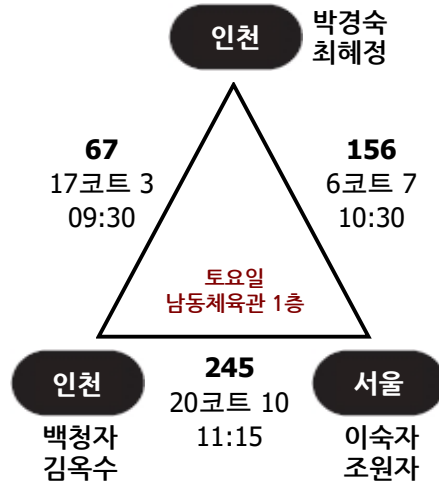 인천
박경숙
최혜정
67
17코트 3
09:30
156
6코트 7
10:30
토요일
남동체육관 1층
인천
백청자
김옥수
245
20코트 10
11:15
서울
이숙자
조원자